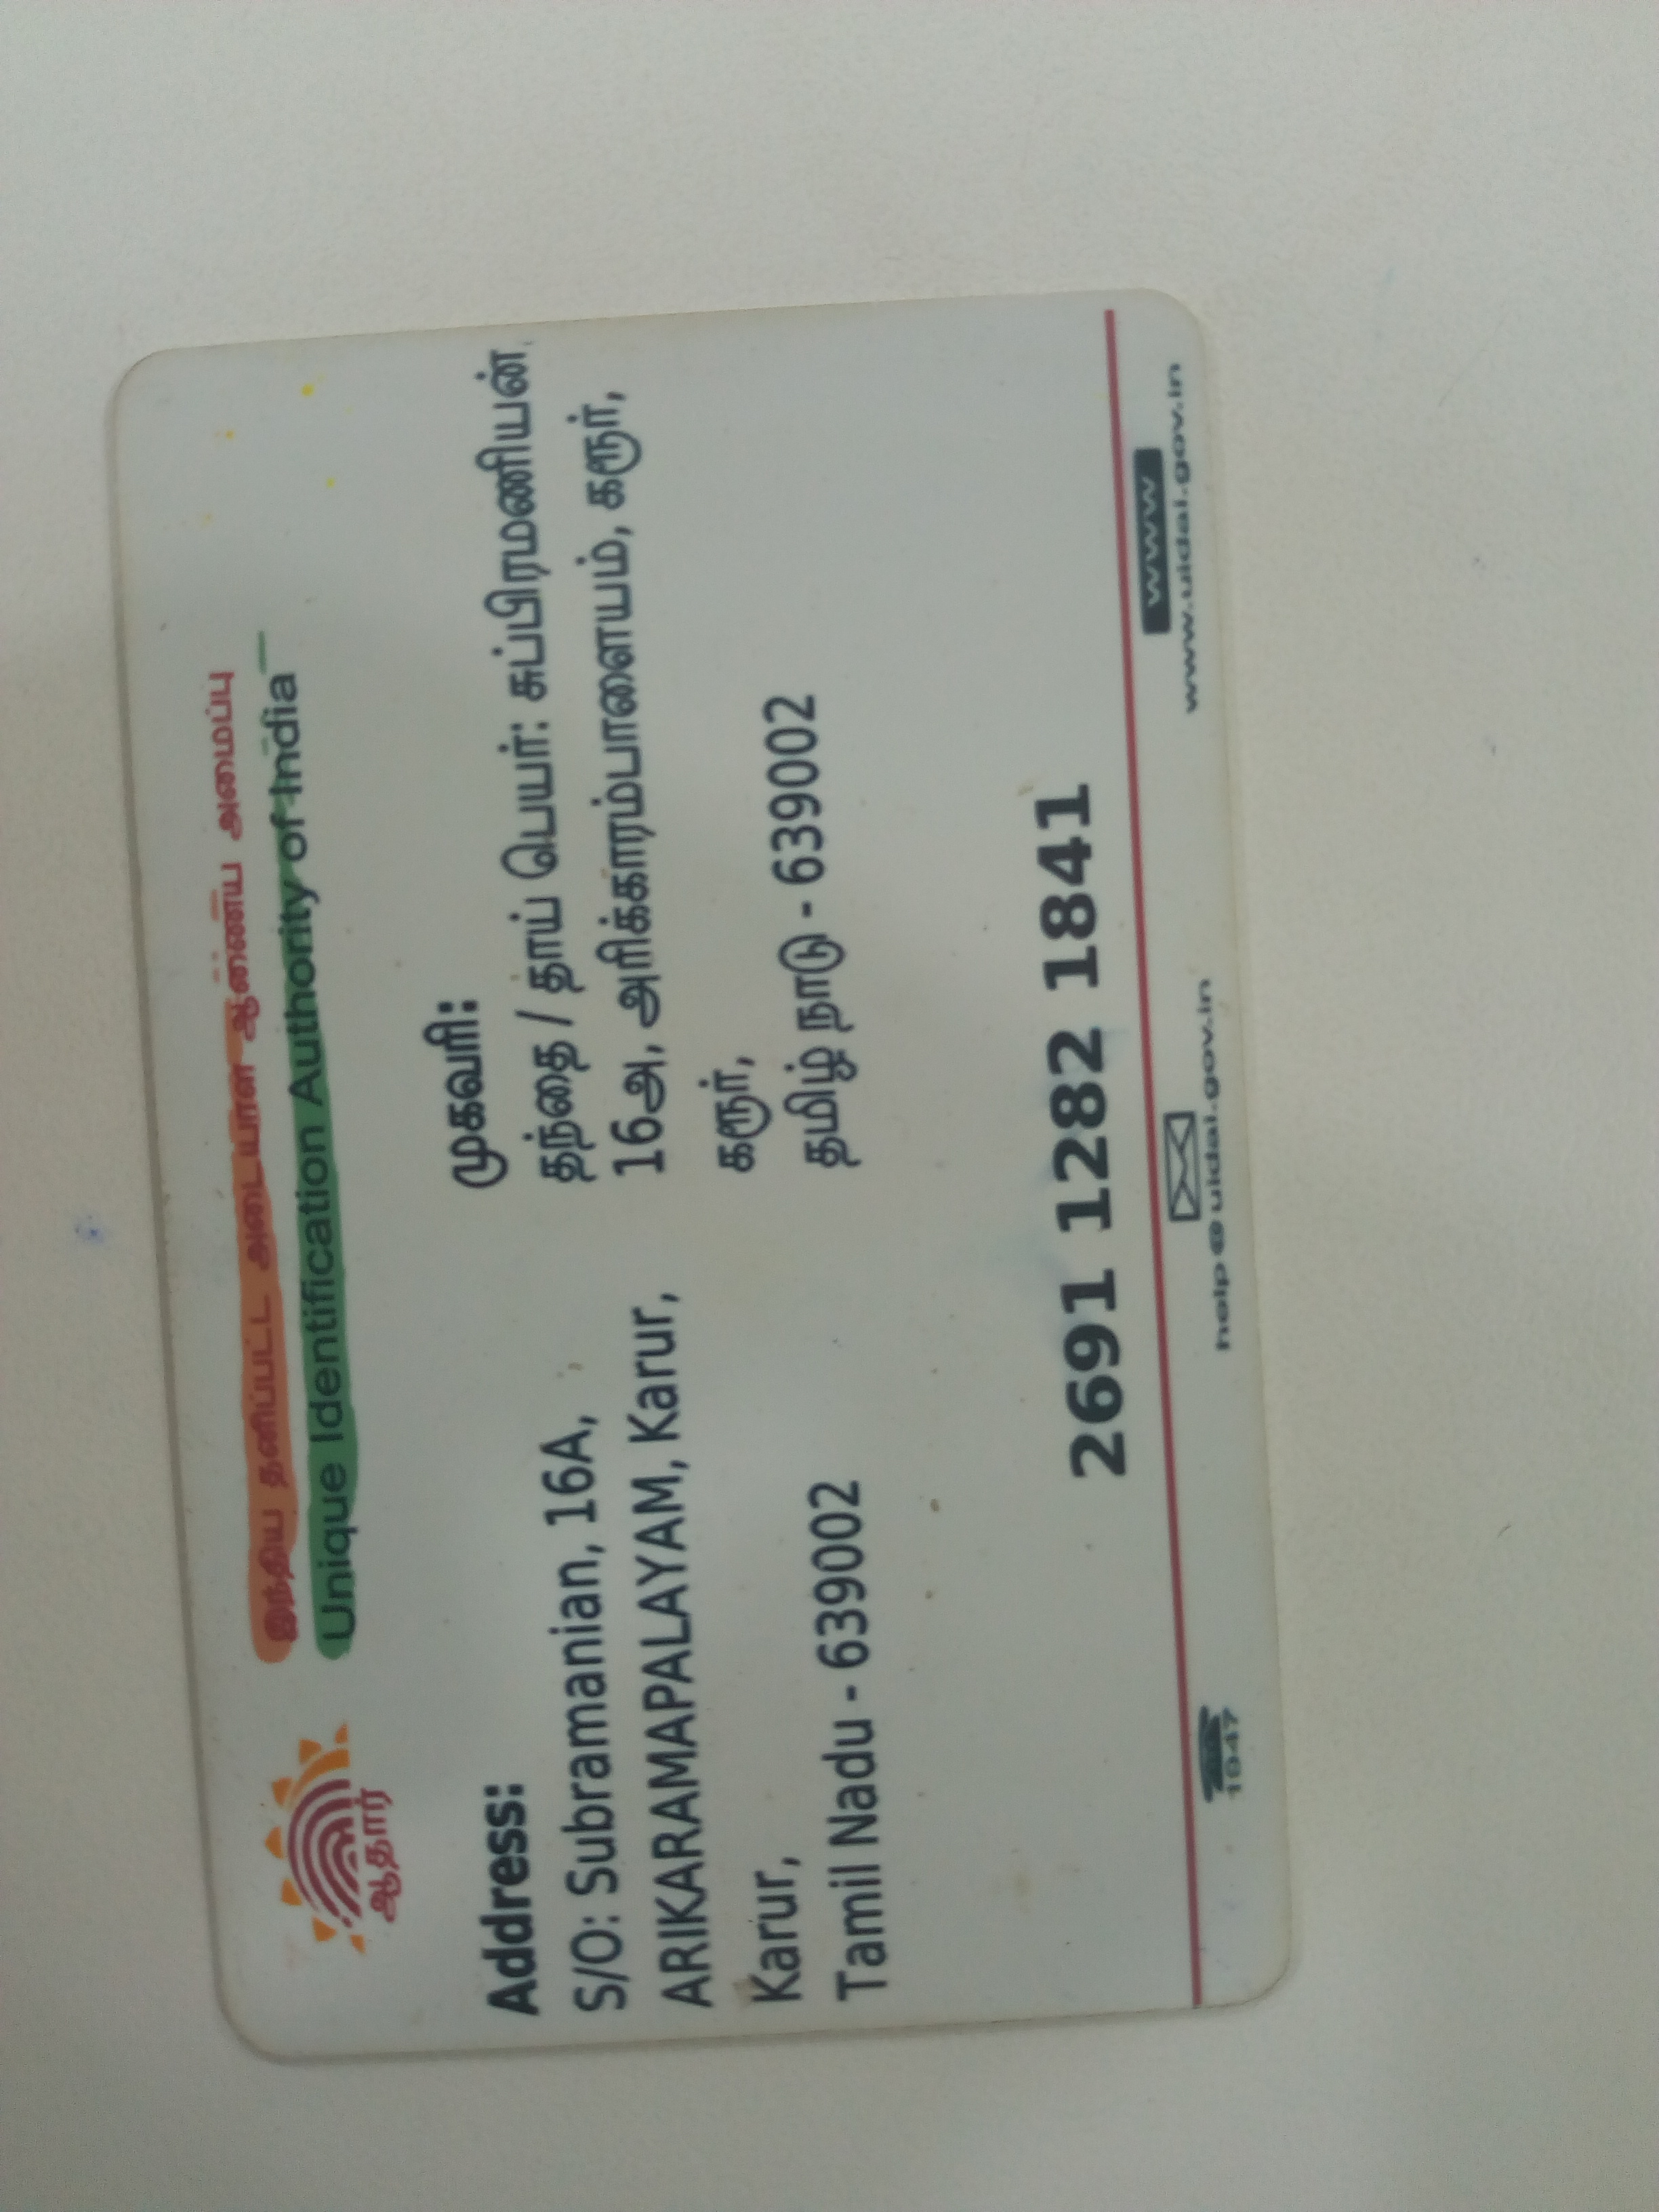 இந்திய தனிப்பட்ட அடையாள ஆணைய அமைப்பு
Unique Identification Authority of India
ஆதார்
Address:
S/O: Subramanian, 16A,
ARIKARAMAPALAYAM, Karur,
Karur,
Tamil Nadu - 639002
முகவரி:
தந்தை / தாய் பெயர்: சுப்பிரமணியன்,
16அ, அரிக்காரம்பாளையம், கரூர்,
கரூர்,
தமிழ் நாடு - 639002
2691 1282 1841
1947
help@uidai.gov.in
www
www.uidai.gov.in